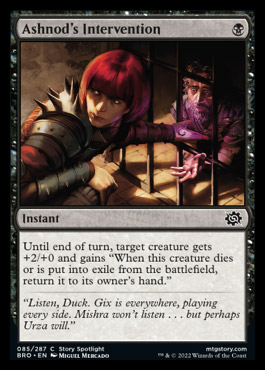 Ashnod's Intervention
Instant
Until end of turn, target creature gets
+2/+0 and gains "When this creature dies
or is put into exile from the battlefield,
return it to its owner's hand."
"Listen, Duck. Gix is everywhere, playing
every side. Mishra won't listen . . . but perhaps
Urza will."
085/287 C Story Spotlight mtgstory.com
BRO • EN Miguel Mercado ™ & © 2022 Wizards of the Coast